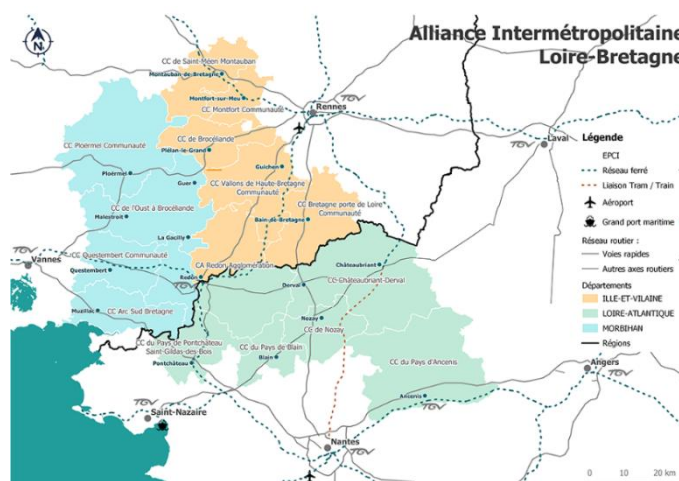 Alliance Intermétropolitaine
Loire-Bretagne
N
CC de Saint-Méen Montauban
Montauban-de-Bretagne
Montfort-sur-Meu
CC Montfort Communauté
TGV
Rennes
CC de Brocéliande
CC Ploërmel Communauté
Plélan-le-Grand
TGV
Laval
Guichen
Ploërmel
Guer
CC Vallons de Haute-Bretagne
Communauté
CC de l'Oust à Brocéliande
CC Bretagne porte de Loire
Communauté
Malestroit
Bain-de-Bretagne
La Gacilly
CC Questembert Communauté
Vannes
TGV
Questembert
CA Redon Agglomération
Redon
TGV
Châteaubriant
CC Châteaubriant-Derval
Derval
Muzillac
CC Arc Sud Bretagne
Nozay
CC de Nozay
CC du Pays de Pontchâteau
Saint-Gildas-des-Bois
CC du Pays de Blain
Blain
Pontchâteau
CC du Pays d'Ancenis
Angers
TGV
Ancenis
TGV
Saint-Nazaire
Nantes
TGV
Légende
EPCI
Réseau ferré
Liaison Tram / Train
Aéroport
Grand port maritime
Réseau routier :
Voies rapides
Autres axes routiers
Départements
ILLE-ET-VILAINE
LOIRE-ATLANTIQUE
MORBIHAN
Régions
0 10 20 km